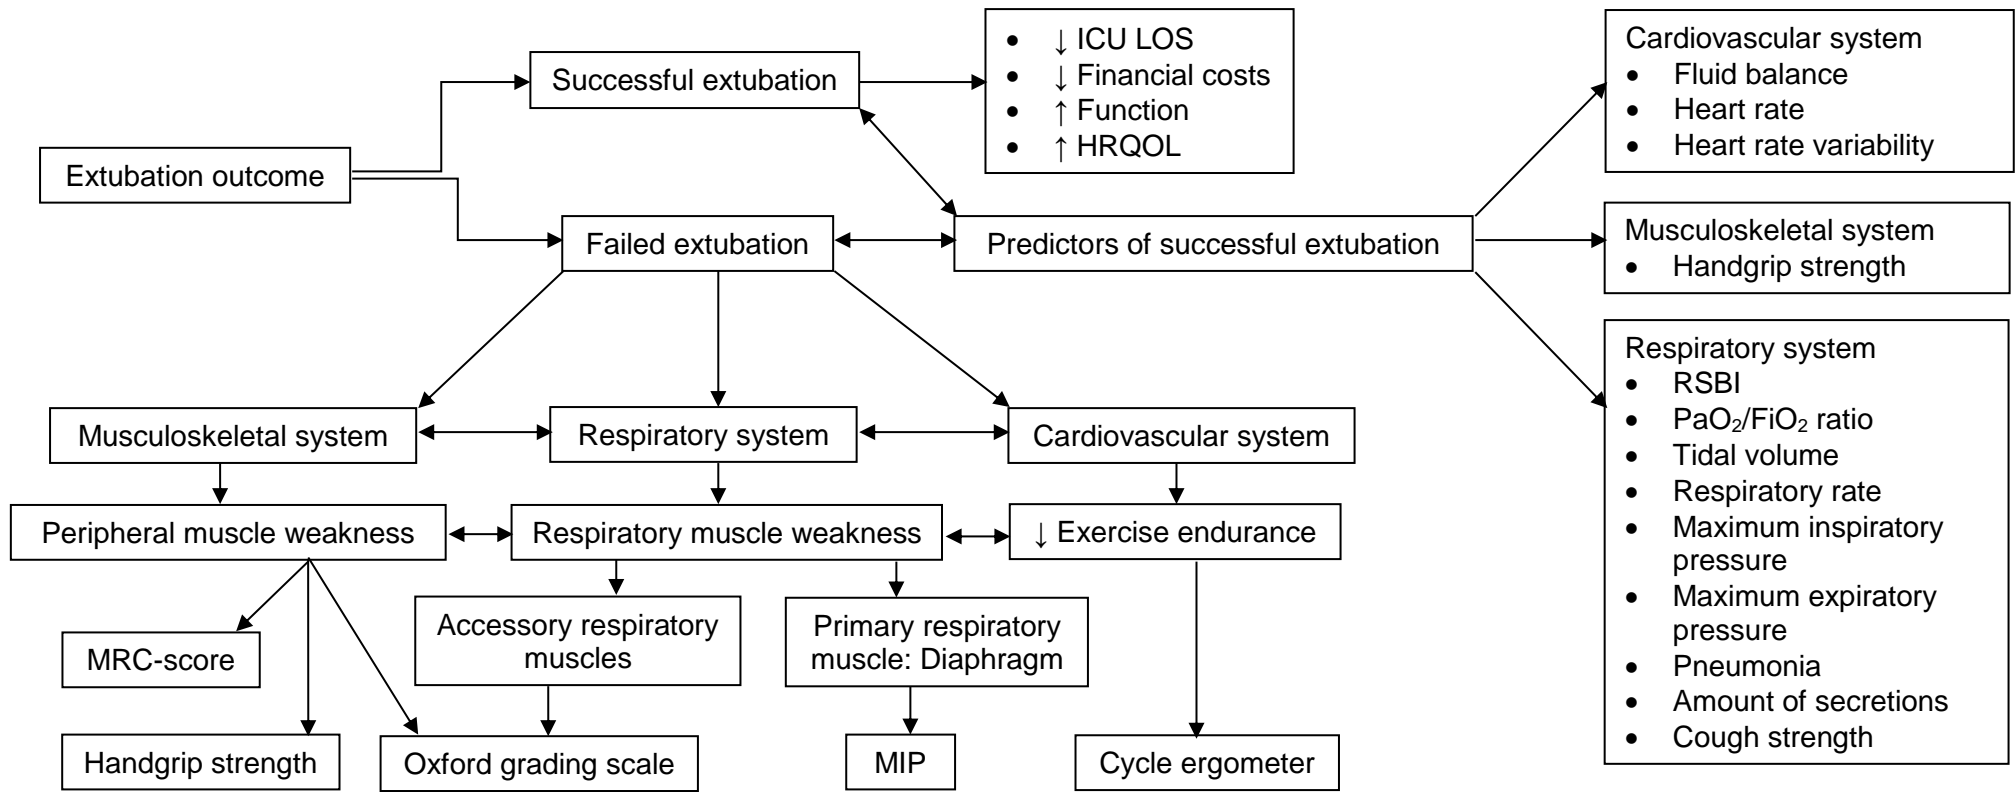 Extubation outcome
Successful extubation
• ↓ ICU LOS
• ↓ Financial costs
• ↑ Function
• ↑ HRQOL
Failed extubation
Predictors of successful extubation
Cardiovascular system
• Fluid balance
• Heart rate
• Heart rate variability
Musculoskeletal system
• Handgrip strength
Respiratory system
• RSBI
• PaO₂/FiO₂ ratio
• Tidal volume
• Respiratory rate
• Maximum inspiratory
pressure
• Maximum expiratory
pressure
• Pneumonia
• Amount of secretions
• Cough strength
Musculoskeletal system
Respiratory system
Cardiovascular system
Peripheral muscle weakness
Respiratory muscle weakness
↓ Exercise endurance
MRC-score
Accessory respiratory
muscles
Primary respiratory
muscle: Diaphragm
Handgrip strength
Oxford grading scale
MIP
Cycle ergometer